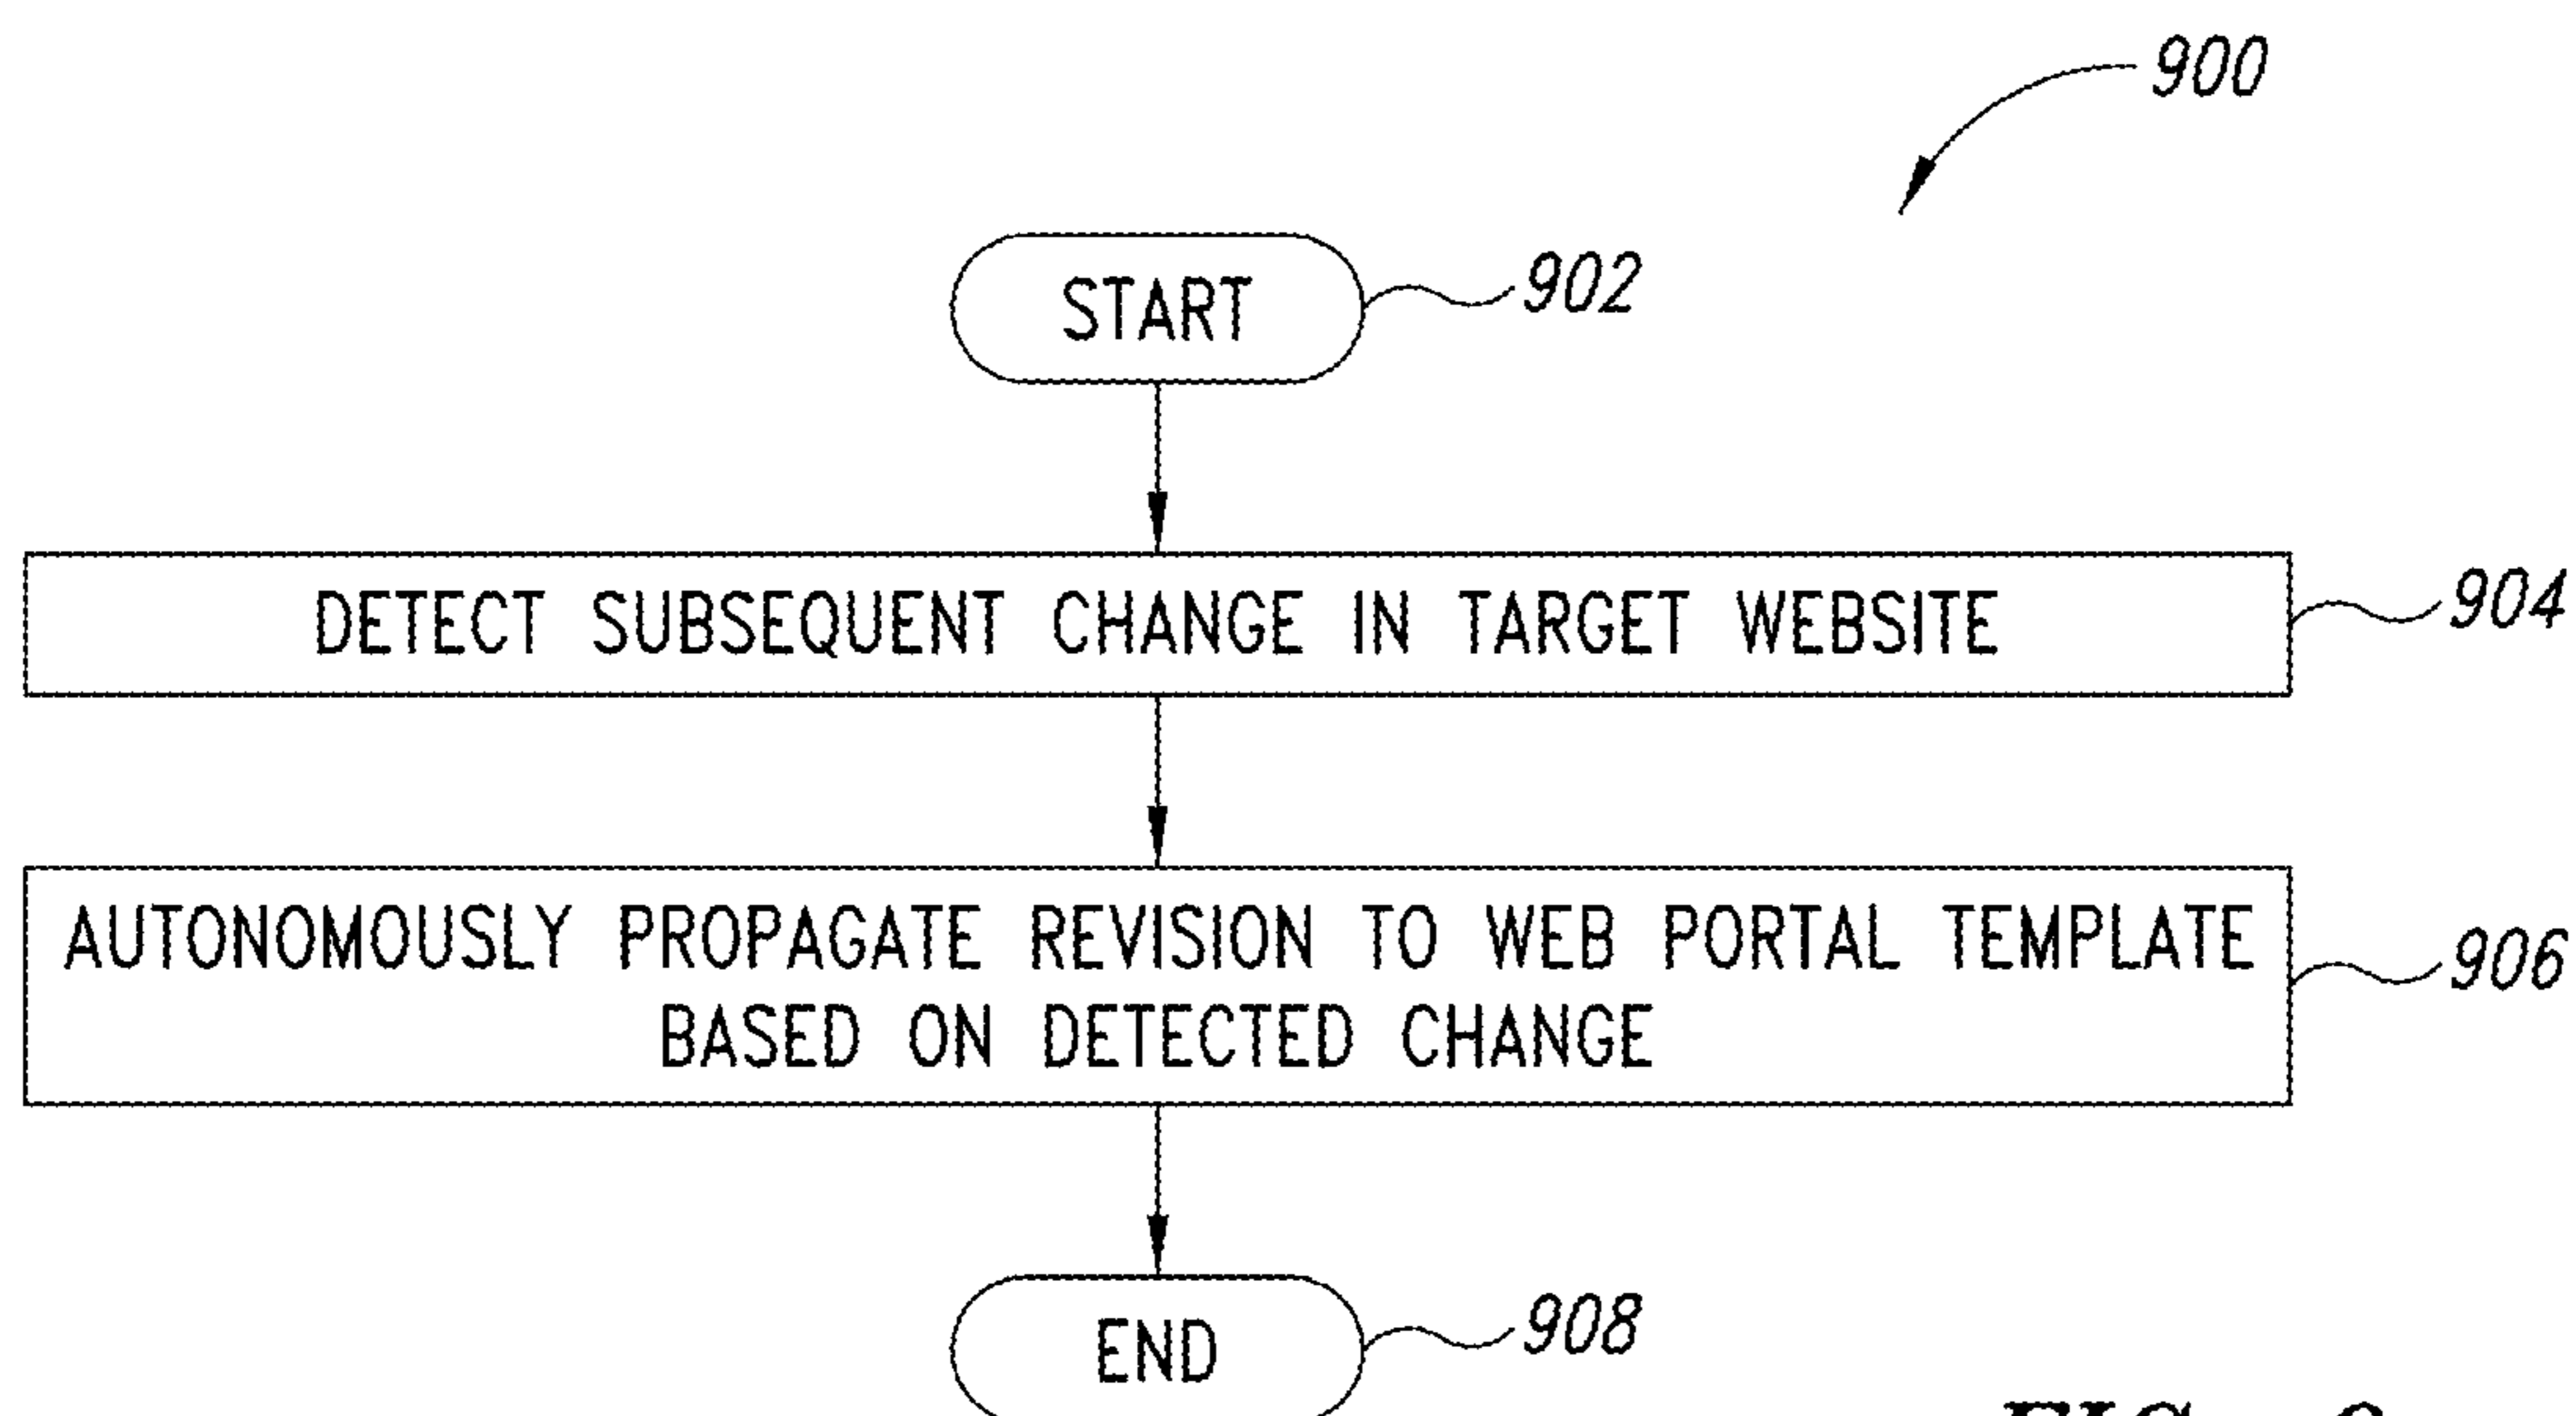 900
START
902
DETECT SUBSEQUENT CHANGE IN TARGET WEBSITE
904
AUTONOMOUSLY PROPAGATE REVISION TO WEB PORTAL TEMPLATE
BASED ON DETECTED CHANGE
906
END
908